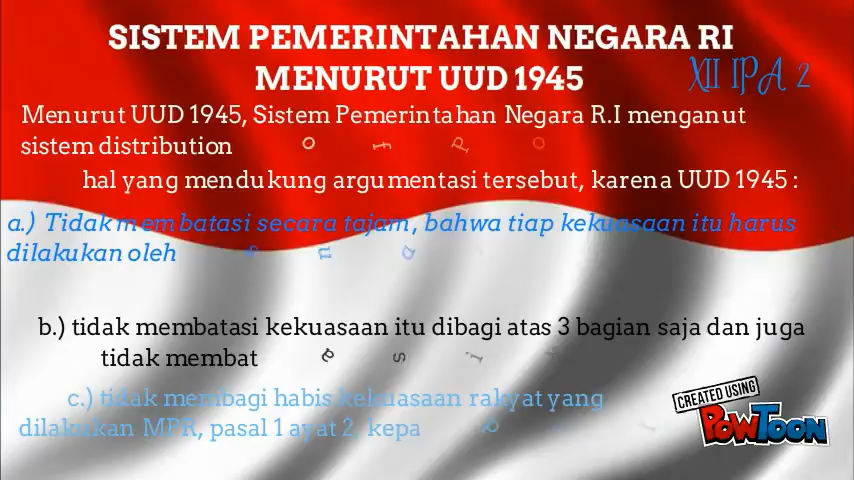 SISTEM PEMERINTAHAN NEGARA RI
MENURUT UUD 1945
XII IPA 2
Menurut UUD 1945, Sistem Pemerintahan Negara R.I menganut
sistem distribution o f p o
hal yang mendukung argumentasi tersebut, karena UUD 1945 :
a.) Tidak membatasi secara tajam, bahwa tiap kekuasaan itu harus
dilakukan oleh s u a
b.) tidak membatasi kekuasaan itu dibagi atas 3 bagian saja dan juga
tidak membat a s i k
c.) tidak membagi habis kekuasaan rakyat yang
dilakukan MPR, pasal 1 ayat 2, kepa
CREATED USING
POWTOON